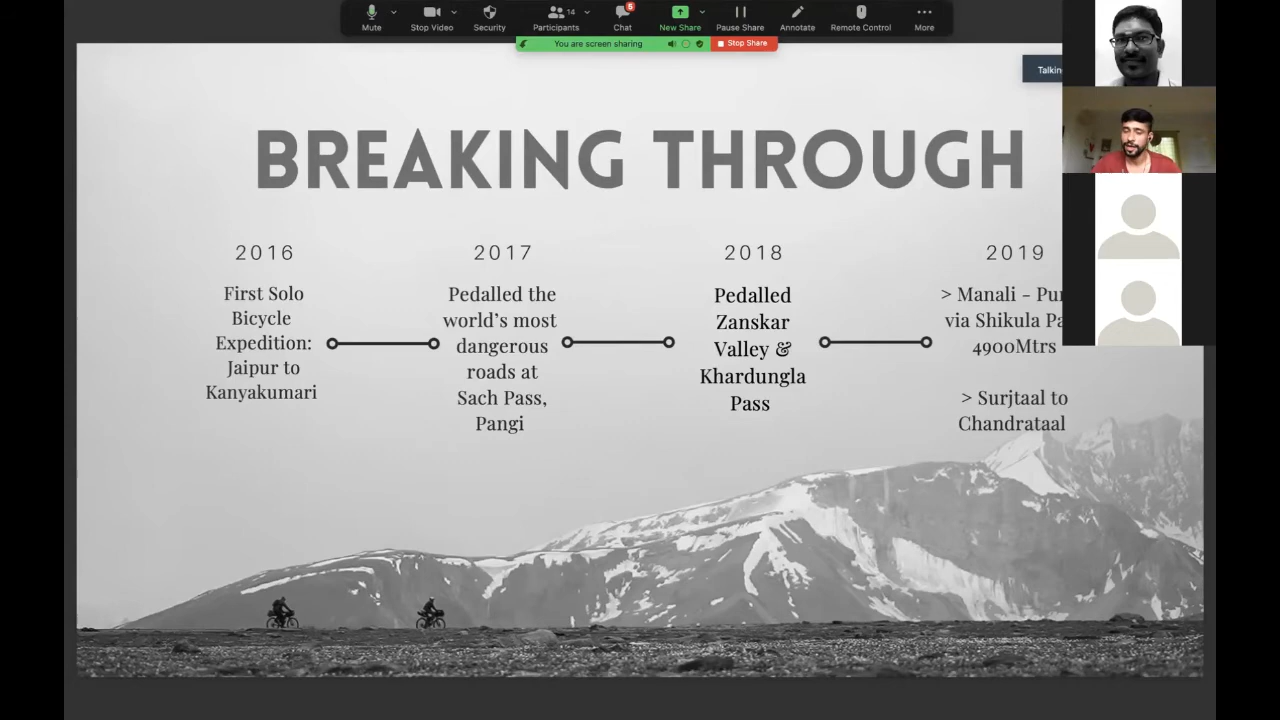 5
14
Mute
Stop Video
Security
Participants
Chat
New Share
Pause Share
Annotate
Remote Control
More
You are screen sharing
Stop Share
BREAKING THROUGH
2016
First Solo
Bicycle
Expedition:
Jaipur to
Kanyakumari
2017
Pedalled the
world's most
dangerous
roads at
Sach Pass,
Pangi
2018
Pedalled
Zanskar
Valley &
Khardungla
Pass
2019
> Manali -
via Shikula
4900Mtrs
> Surjtaal to
Chandrataal